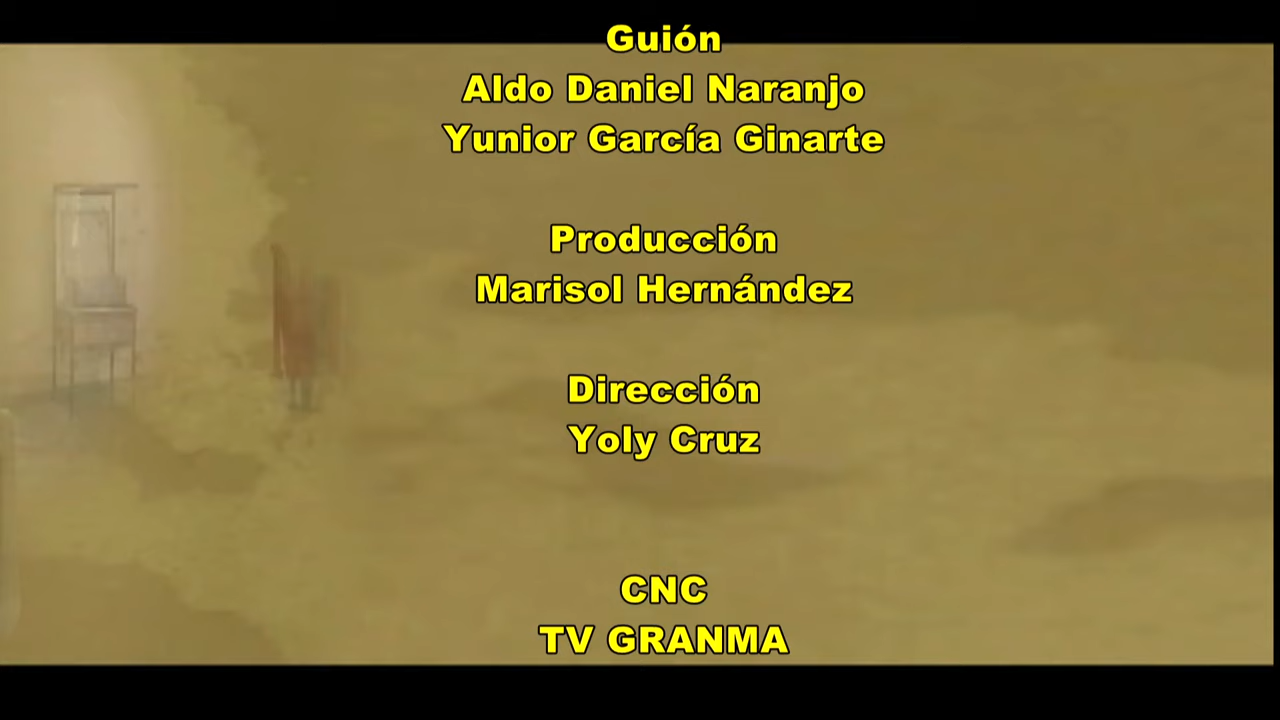 Guión
Aldo Daniel Naranjo
Yunior García Ginarte
Producción
Marisol Hernández
Dirección
Yoly Cruz
CNC
TV GRANMA